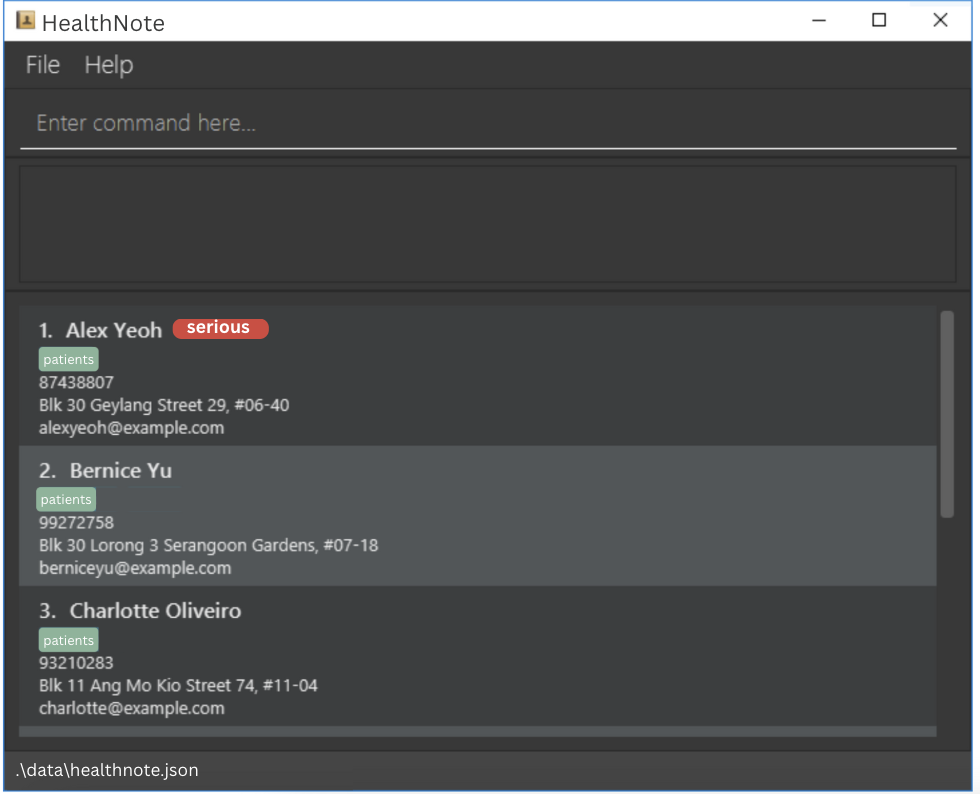 HealthNote
File Help
Enter command here...
1. Alex Yeoh serious
patients
87438807
Blk 30 Geylang Street 29, #06-40
alexyeoh@example.com
2. Bernice Yu
patients
99272758
Blk 30 Lorong 3 Serangoon Gardens, #07-18
berniceyu@example.com
3. Charlotte Oliveiro
patients
93210283
Blk 11 Ang Mo Kio Street 74, #11-04
charlotte@example.com
.\data\healthnote.json